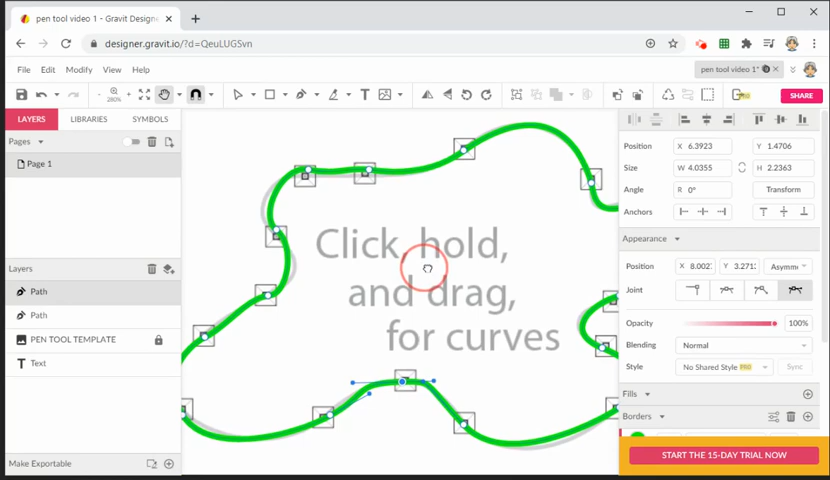 pen tool video 1 - Gravit Designer
designer.gravit.io/?d=QeuLUGSvn
File Edit Modify View Help
pen tool video 1*
280%
SHARE
LAYERS LIBRARIES SYMBOLS
Pages
Page 1
Layers
Path
Path
PEN TOOL TEMPLATE
Text
Make Exportable
Click, hold,
and drag,
for curves
Position X 6.3923 Y 1.4706
Size W 4.0355 H 2.2363
Angle R 0° Transform
Anchors
Appearance
Position X 8.002 Y 3.271 Asymm
Joint
Opacity 100%
Blending Normal
Style No Shared Style PRO Sync
Fills
Borders
START THE 15-DAY TRIAL NOW